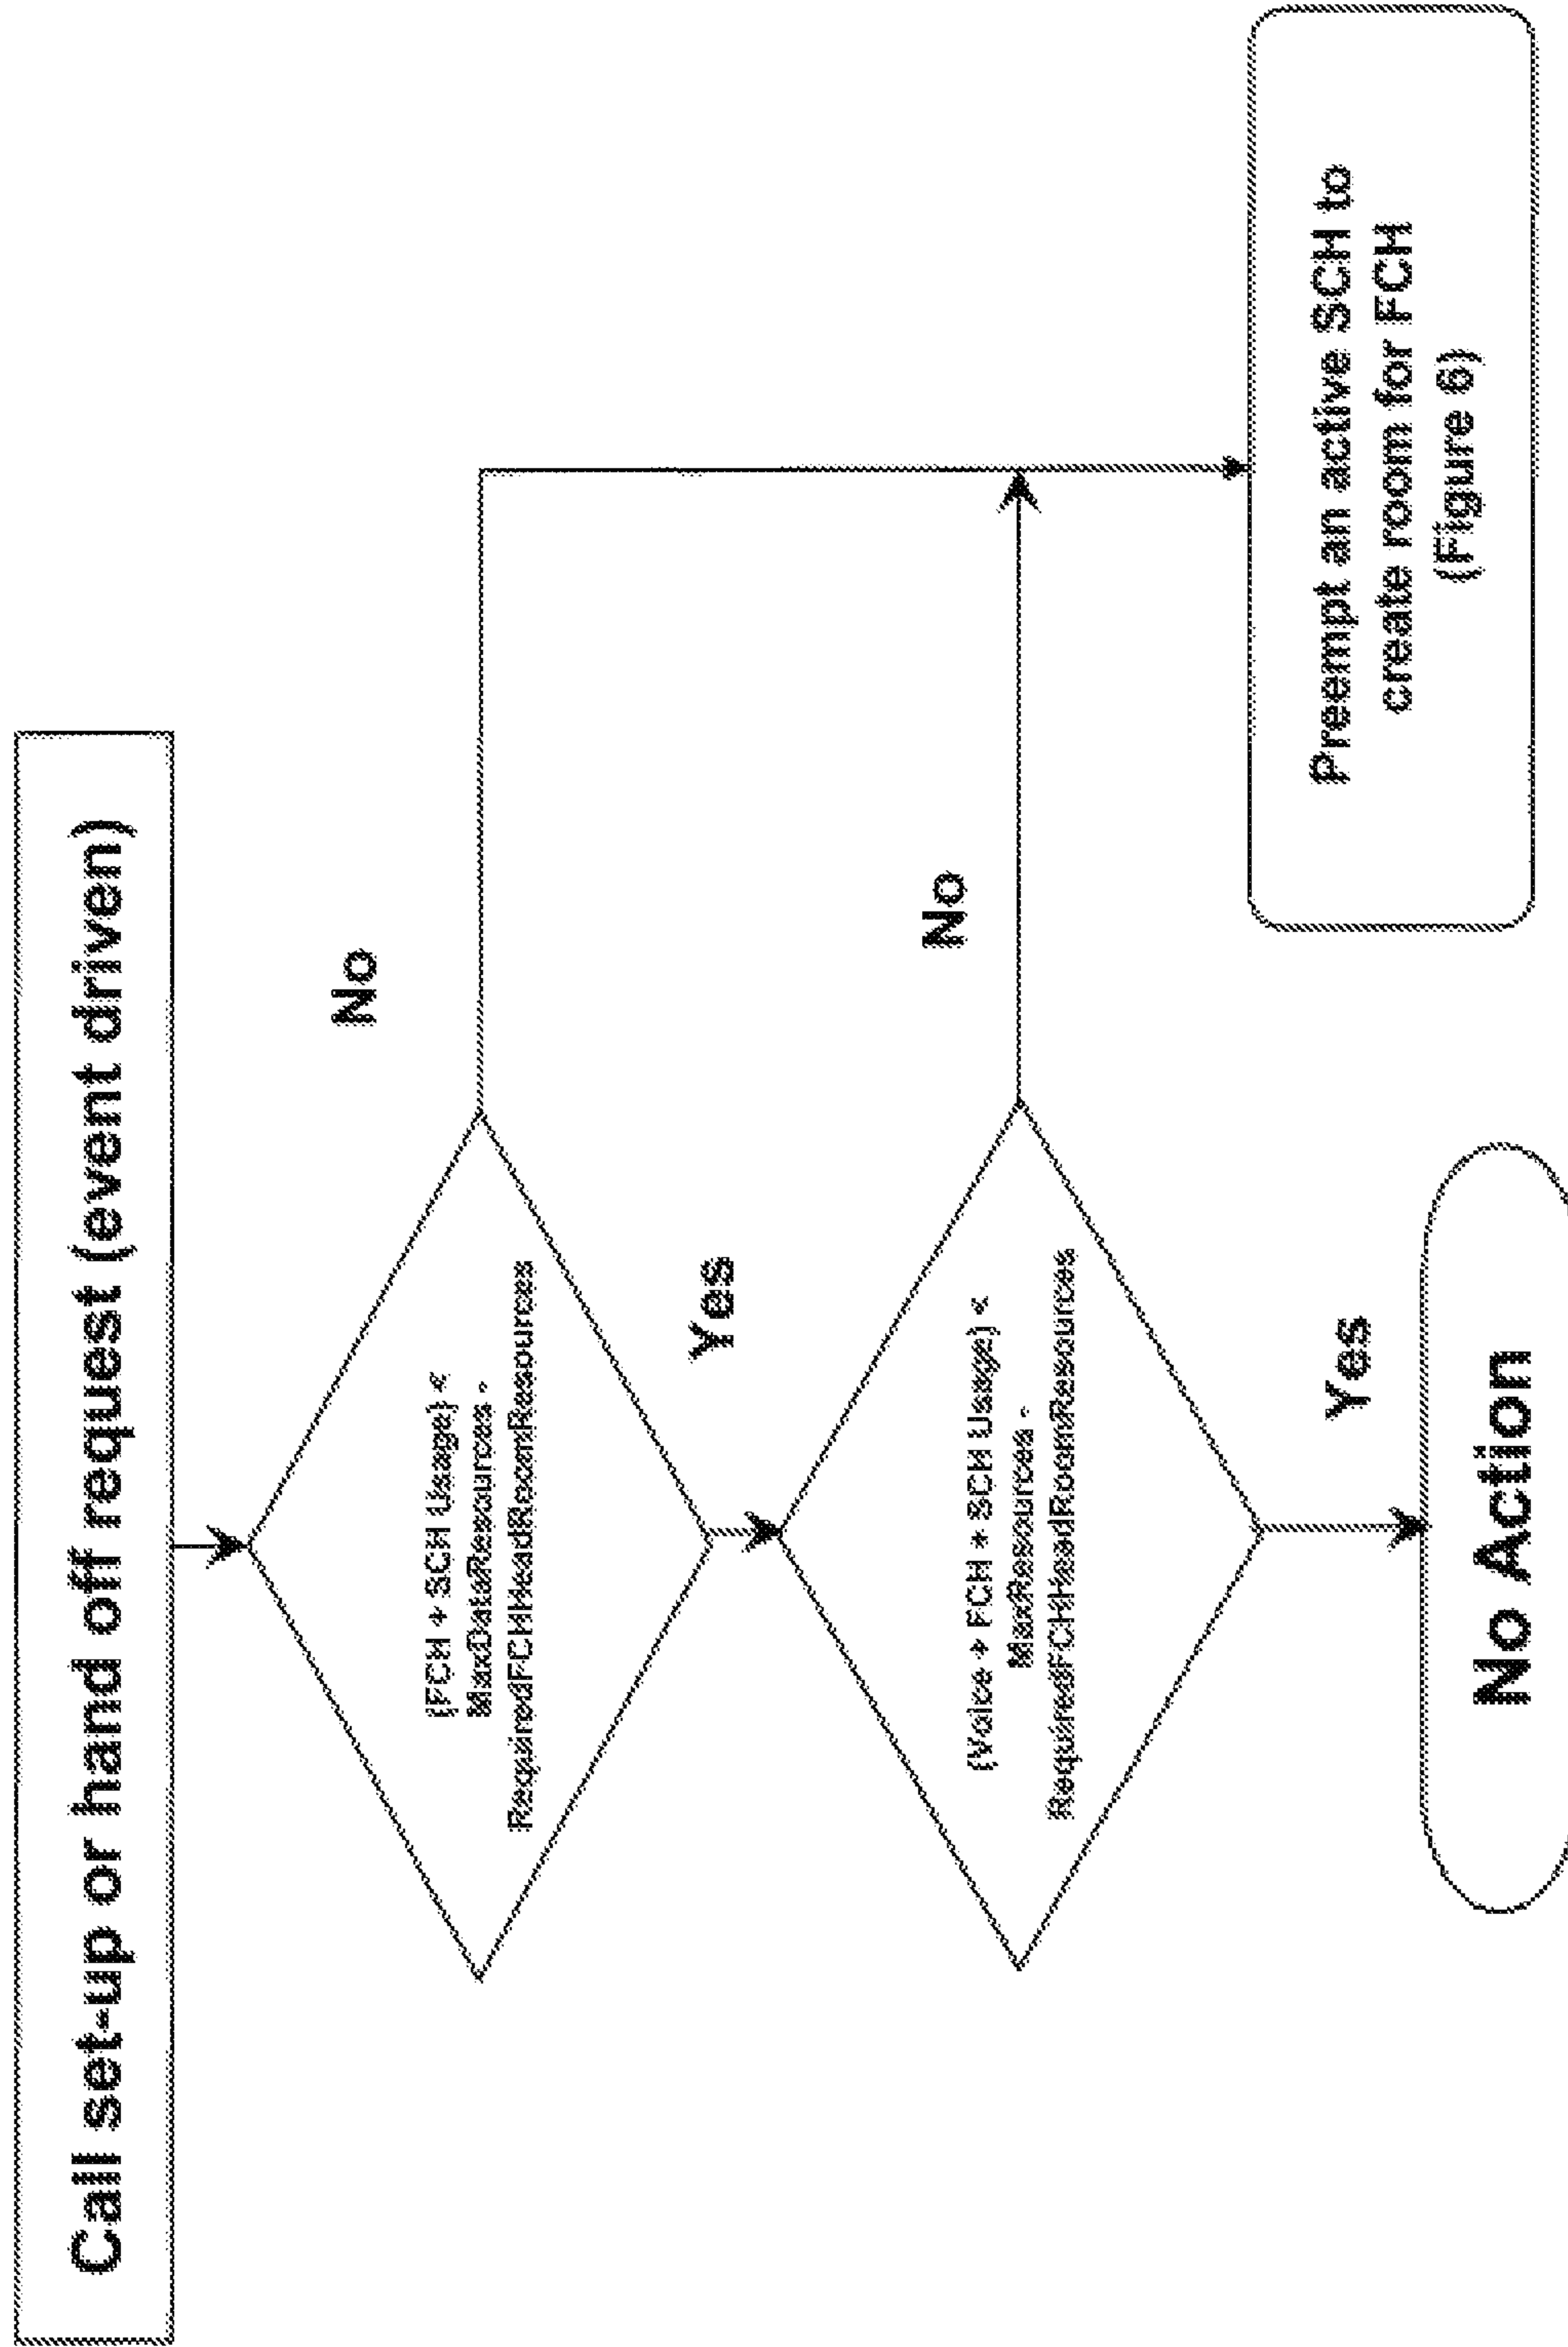 Call set-up or hand off request (event driven)
No
(FCH + SCH Usage) <
MaxDataResources -
RequiredFCHHeadRoomResources
Yes
No
(Voice + FCH + SCH Usage) <
MaxResources -
RequiredFCHHeadRoomResources
Yes
Preempt an active SCH to
create room for FCH
(Figure 6)
No Action